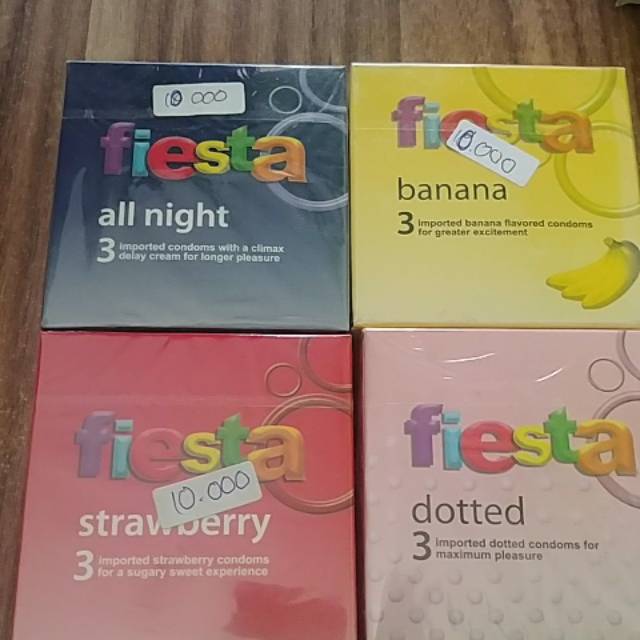 10 000
fiesta
all night
3 imported condoms with a climax
delay cream for longer pleasure
fiesta
10.000
banana
3 imported banana flavored condoms
for greater excitement
fiesta
10.000
strawberry
3 imported strawberry condoms
for a sugary sweet experience
fiesta
dotted
3 imported dotted condoms for
maximum pleasure